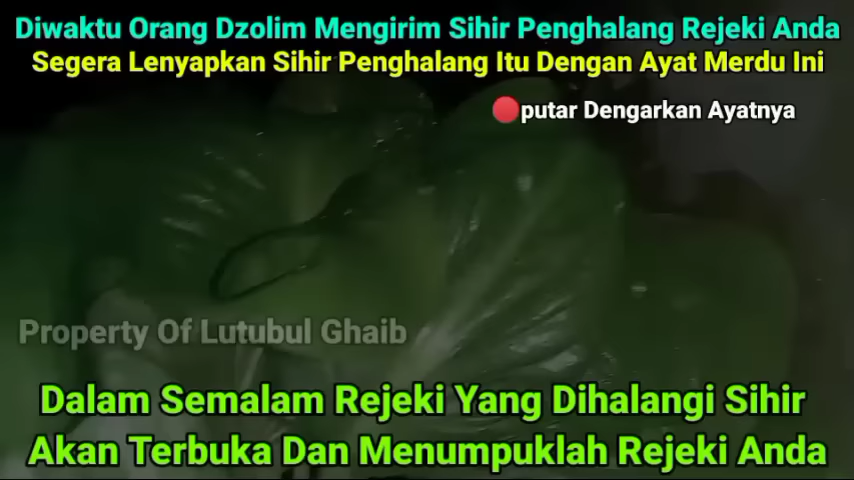 Diwaktu Orang Dzolim Mengirim Sihir Penghalang Rejeki Anda
Segera Lenyapkan Sihir Penghalang Itu Dengan Ayat Merdu Ini
🔴putar Dengarkan Ayatnya
Property Of Lutubul Ghaib
Dalam Semalam Rejeki Yang Dihalangi Sihir
Akan Terbuka Dan Menumpuklah Rejeki Anda